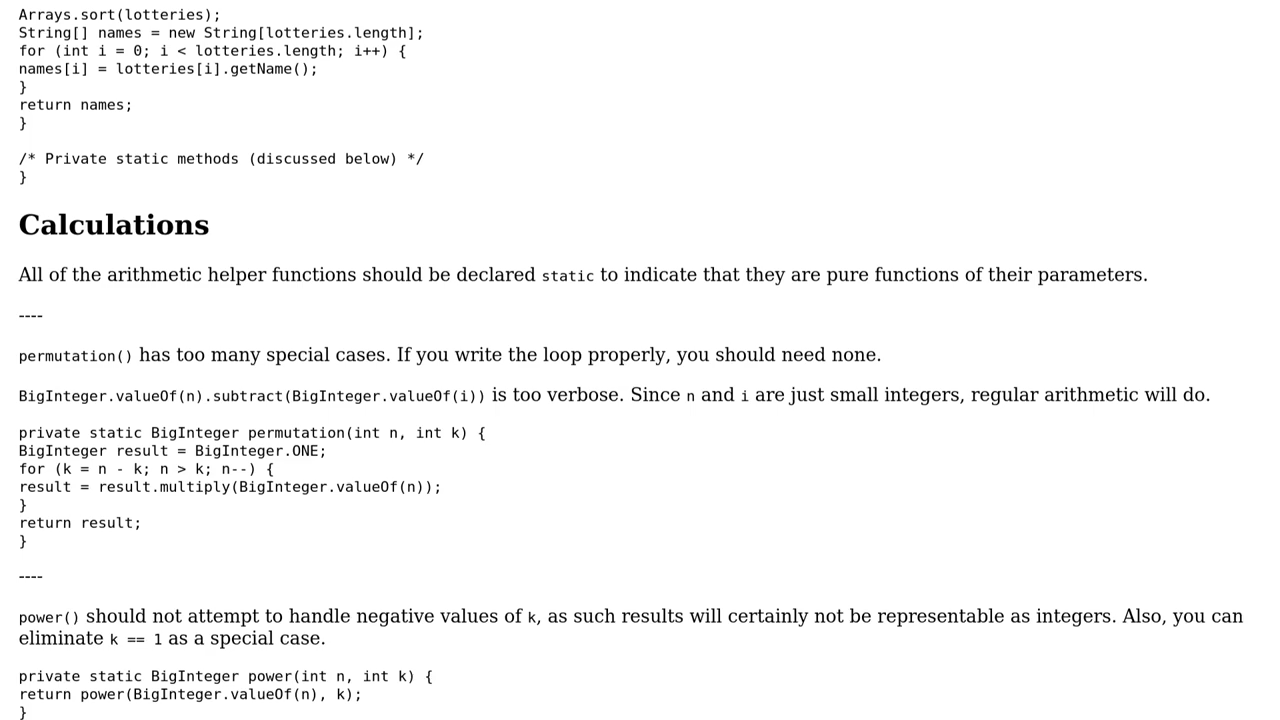 Arrays.sort(lotteries);
String[] names = new String[lotteries.length];
for (int i = 0; i < lotteries.length; i++) {
names[i] = lotteries[i].getName();
}
return names;
}
/* Private static methods (discussed below) */
}
Calculations
All of the arithmetic helper functions should be declared static to indicate that they are pure functions of their parameters.
----
permutation() has too many special cases. If you write the loop properly, you should need none.
BigInteger.valueOf(n).subtract(BigInteger.valueOf(i)) is too verbose. Since n and i are just small integers, regular arithmetic will do.
private static BigInteger permutation(int n, int k) {
BigInteger result = BigInteger.ONE;
for (k = n - k; n > k; n--) {
result = result.multiply(BigInteger.valueOf(n));
}
return result;
}
----
power() should not attempt to handle negative values of k, as such results will certainly not be representable as integers. Also, you can
eliminate k == 1 as a special case.
private static BigInteger power(int n, int k) {
return power(BigInteger.valueOf(n), k);
}